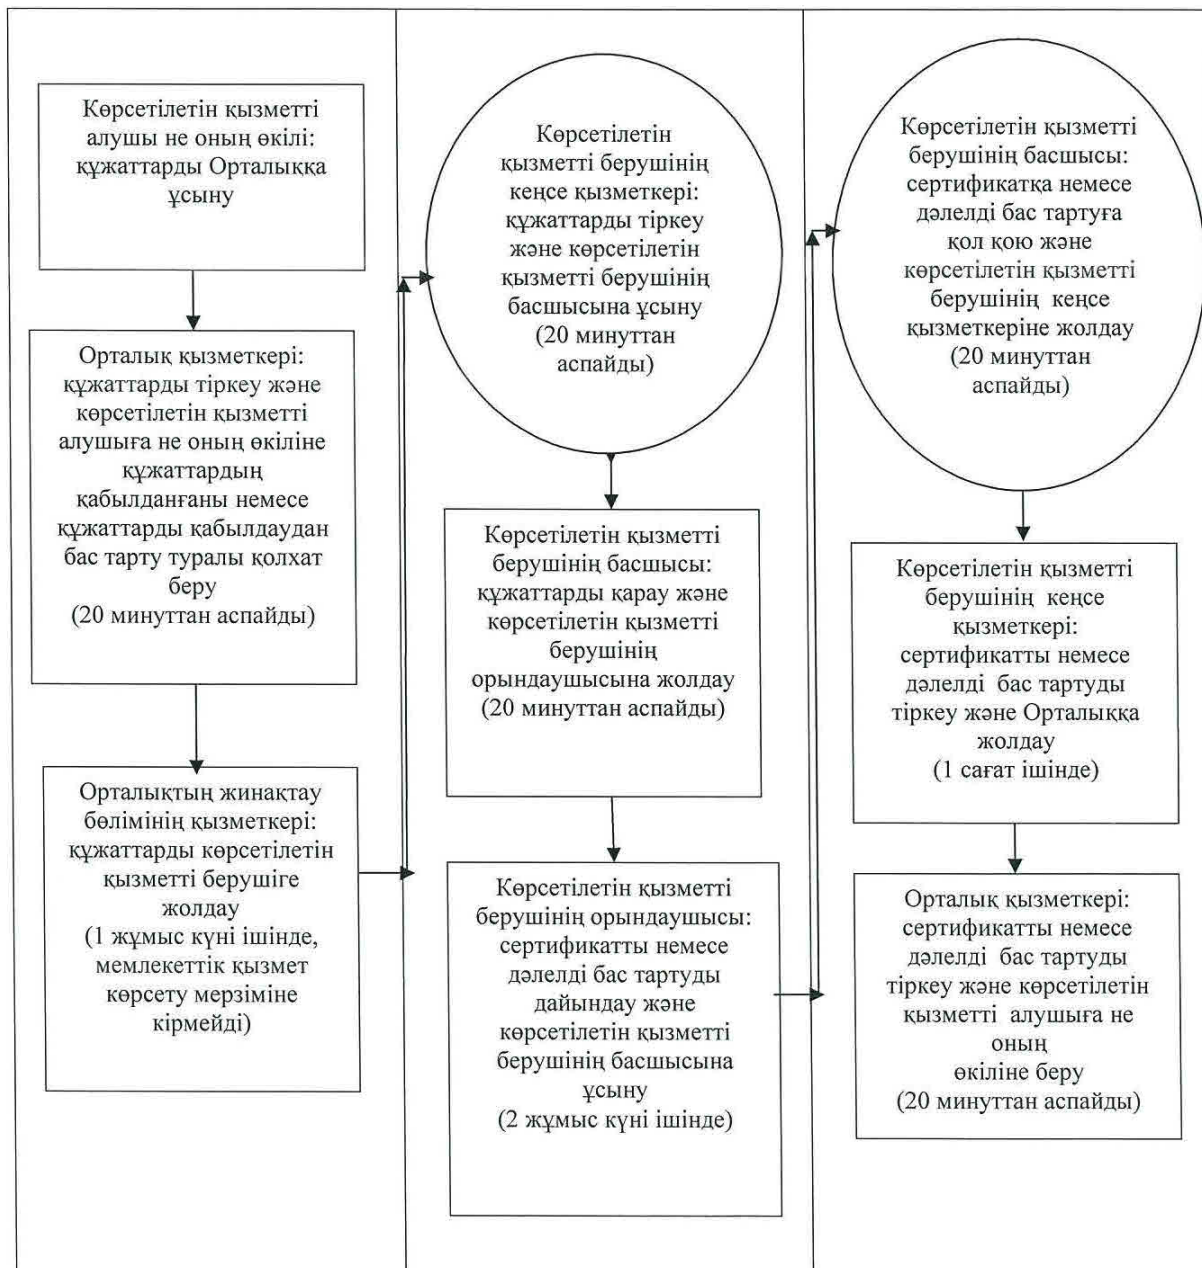 Көрсетілетін қызметті
алушы не оның өкілі:
құжаттарды Орталыққа
ұсыну
Орталық қызметкері:
құжаттарды тіркеу және
көрсетілетін қызметті
алушыға не оның өкіліне
құжаттардың
қабылданғаны немесе
құжаттарды қабылдаудан
бас тарту туралы қолхат
беру
(20 минуттан аспайды)
Орталықтың жинақтау
бөлімінің қызметкері:
құжаттарды көрсетілетін
қызметті берушіге
жолдау
(1 жұмыс күні ішінде,
мемлекеттік қызмет
көрсету мерзіміне
кірмейді)
Көрсетілетін
қызметті берушінің
кеңсе қызметкері:
құжаттарды тіркеу
және көрсетілетін
қызметті берушінің
басшысына ұсыну
(20 минуттан
аспайды)
Көрсетілетін қызметті
берушінің басшысы:
құжаттарды қарау және
көрсетілетін қызметті
берушінің
орындаушысына жолдау
(20 минуттан аспайды)
Көрсетілетін қызметті
берушінің орындаушысы:
сертификатты немесе
дәлелді бас тартуды
дайындау және
көрсетілетін қызметті
берушінің басшысына
ұсыну
(2 жұмыс күні ішінде)
Көрсетілетін қызметті
берушінің басшысы:
сертификатқа немесе
дәлелді бас тартуға
қол қою және
көрсетілетін қызметті
берушінің кеңсе
қызметкеріне жолдау
(20 минуттан
аспайды)
Көрсетілетін қызметті
берушінің кеңсе
қызметкері:
сертификатты немесе
дәлелді бас тартуды
тіркеу және Орталыққа
жолдау
(1 сағат ішінде)
Орталық қызметкері:
сертификатты немесе
дәлелді бас тартуды
тіркеу және көрсетілетін
қызметті алушыға не
оның
өкіліне беру
(20 минуттан аспайды)